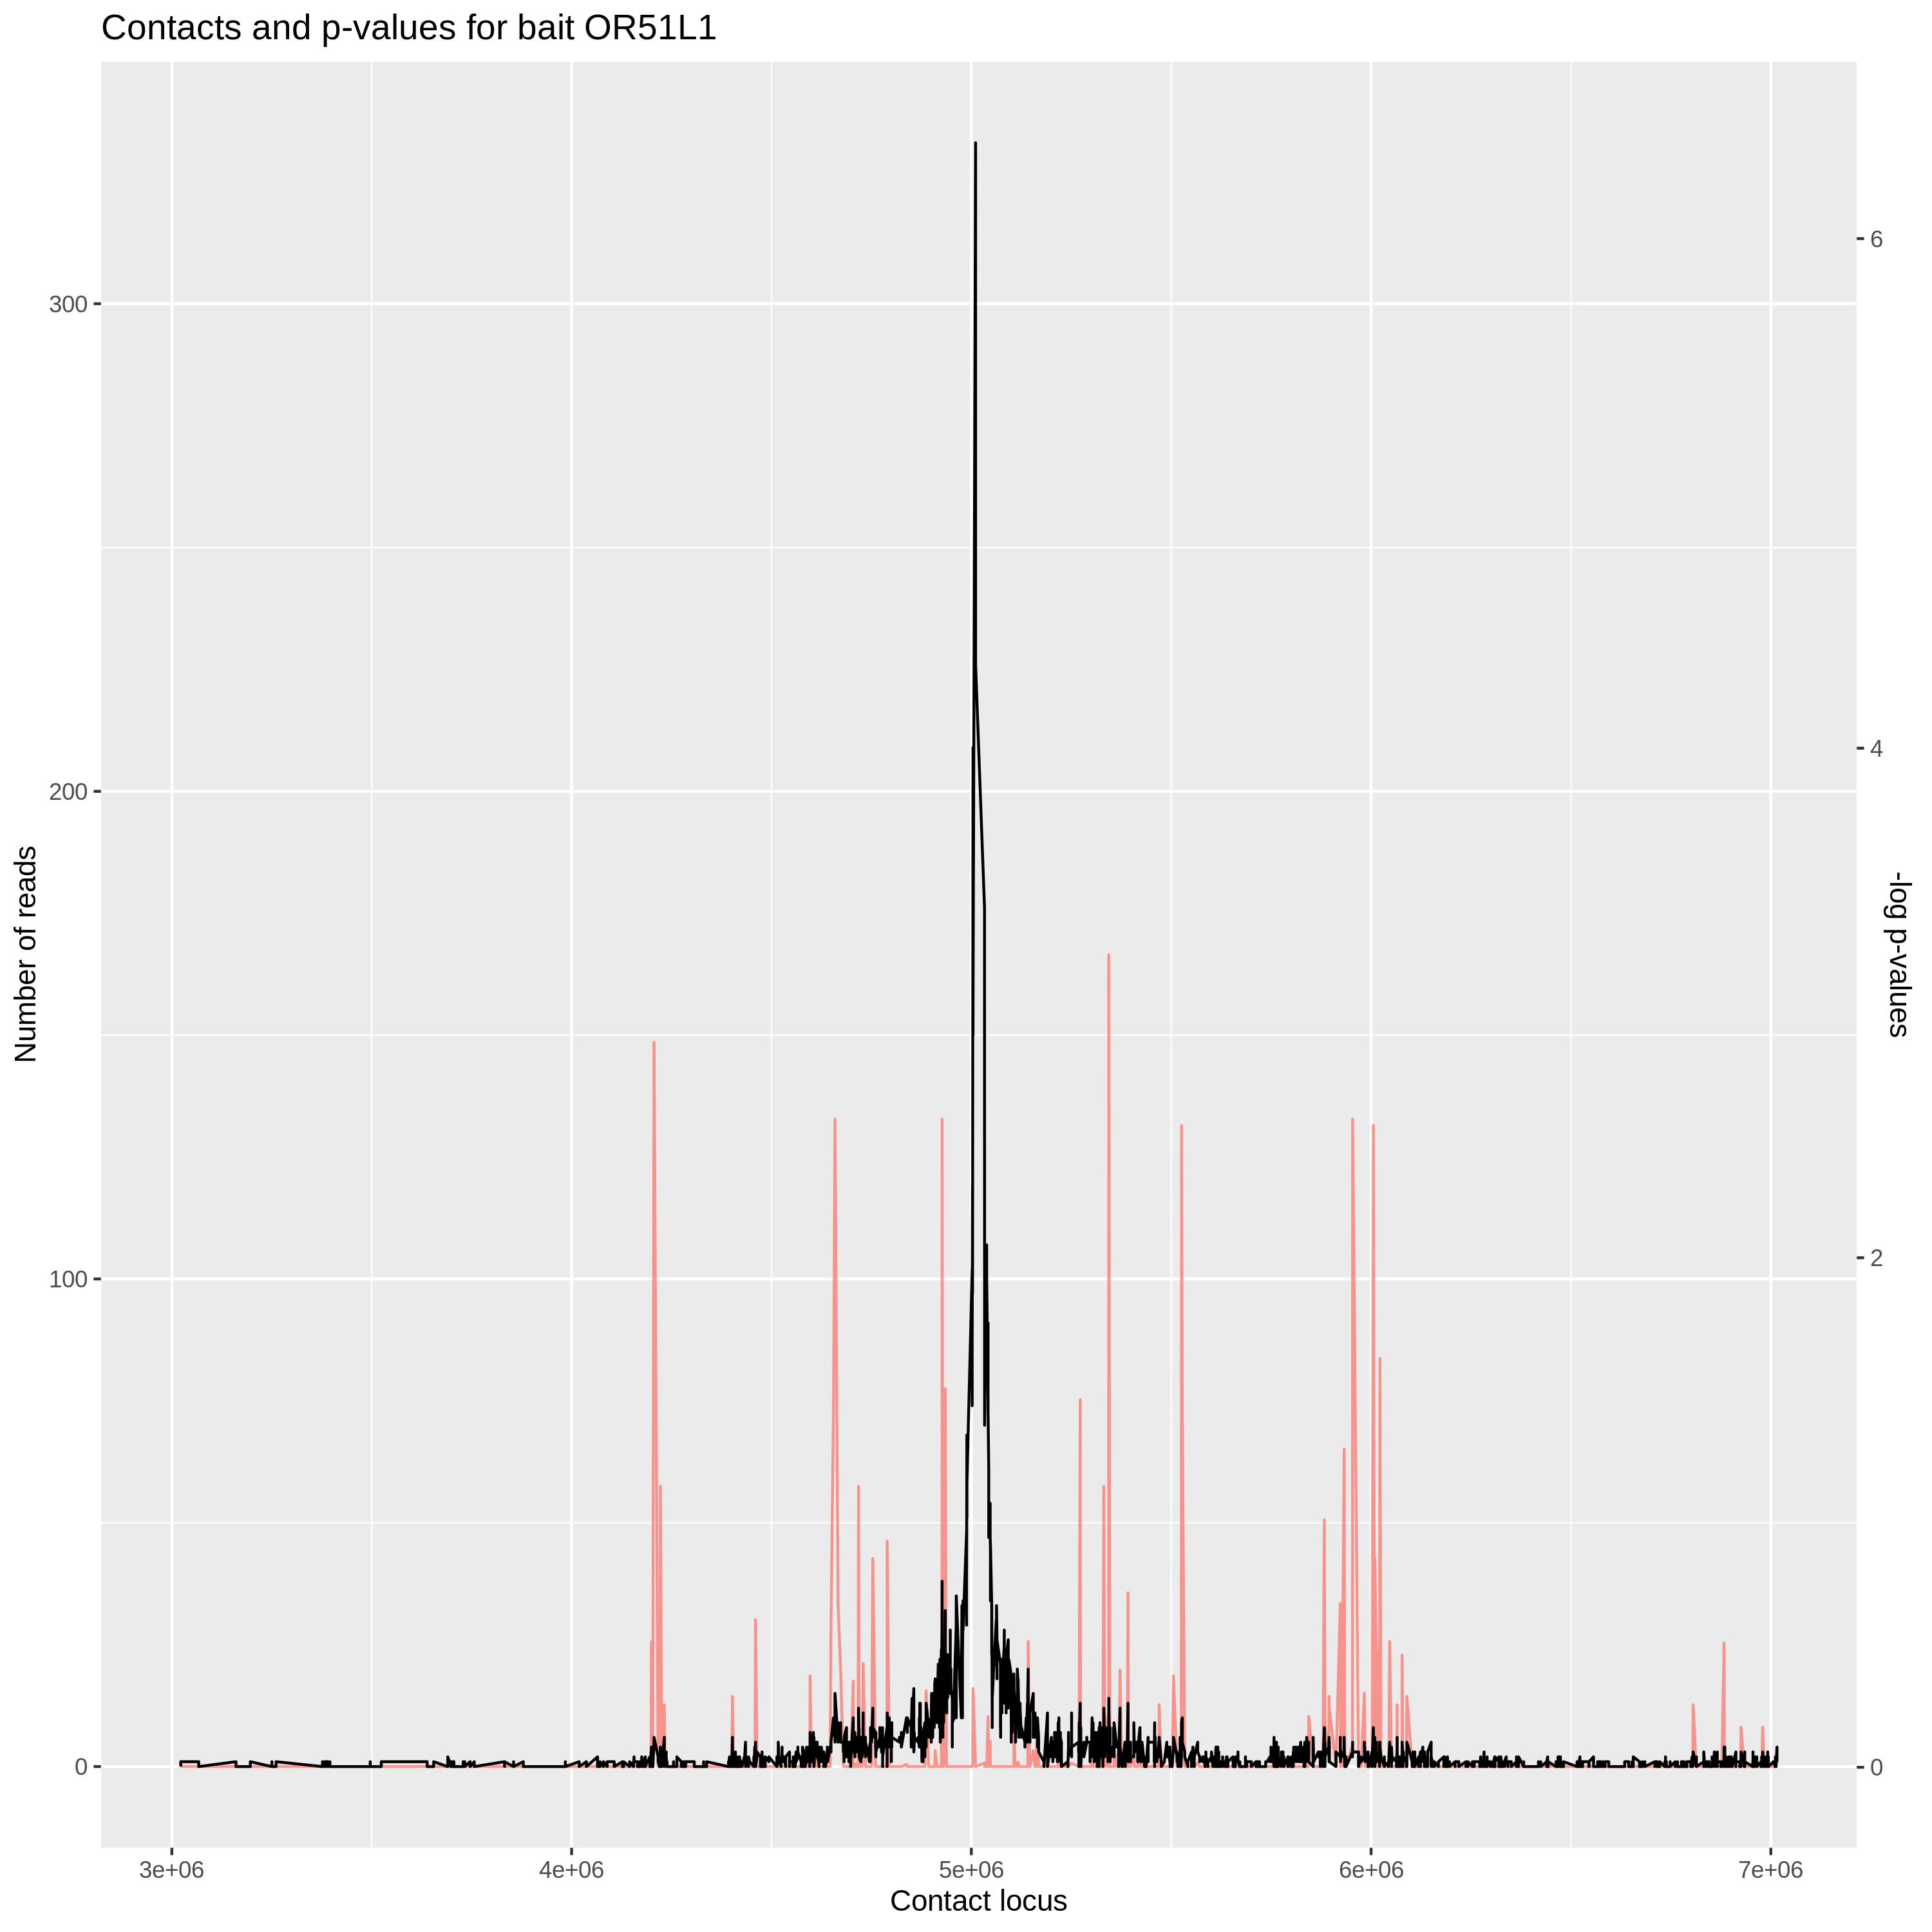 Contacts and p-values for bait OR51L1
300
200
100
0
Number of reads
6
4
2
0
-log p-values
3e+06
4e+06
5e+06
6e+06
7e+06
Contact locus